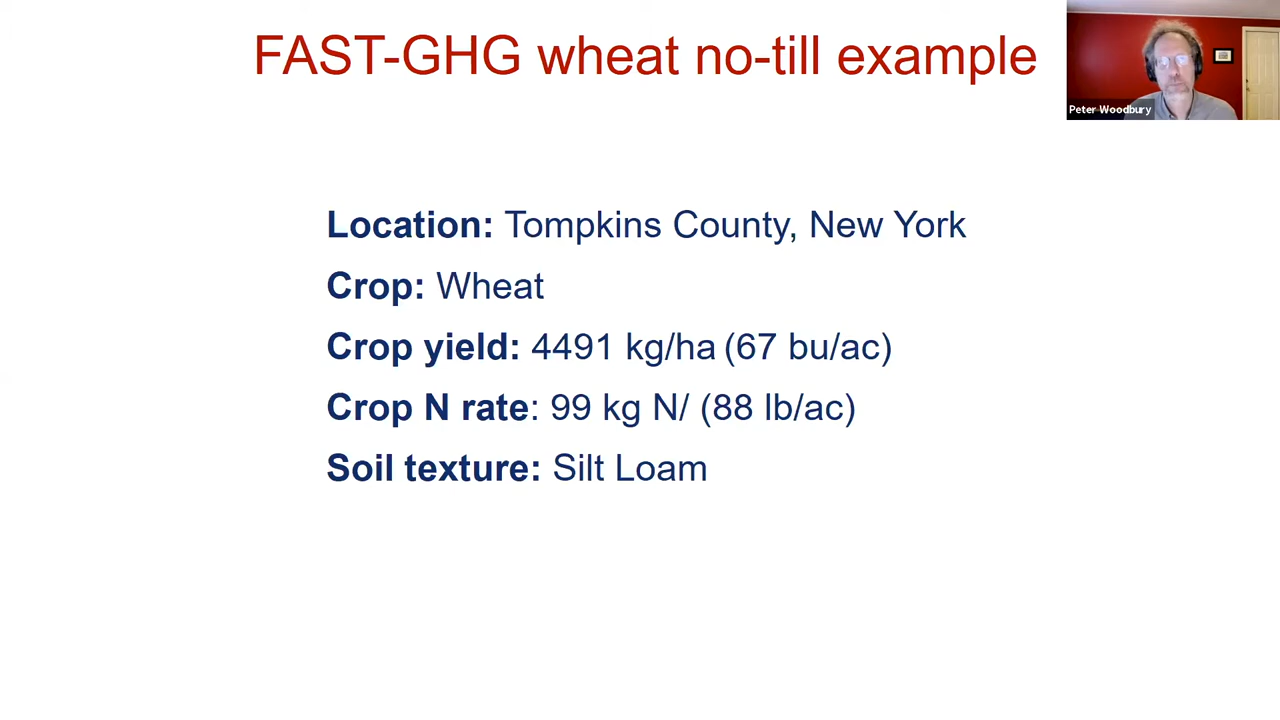 FAST-GHG wheat no-till example
Peter Woodbury
Location: Tompkins County, New York
Crop: Wheat
Crop yield: 4491 kg/ha (67 bu/ac)
Crop N rate: 99 kg N/ (88 lb/ac)
Soil texture: Silt Loam